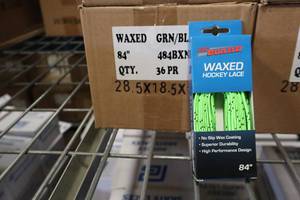 WAXED GRN/BL
84" 484BXN
QTY. 36 PR
28.5X18.5X
WAXED
HOCKEY LACE
• No Slip Wax Coating
• Superior Durability
• High Performance Design
84"